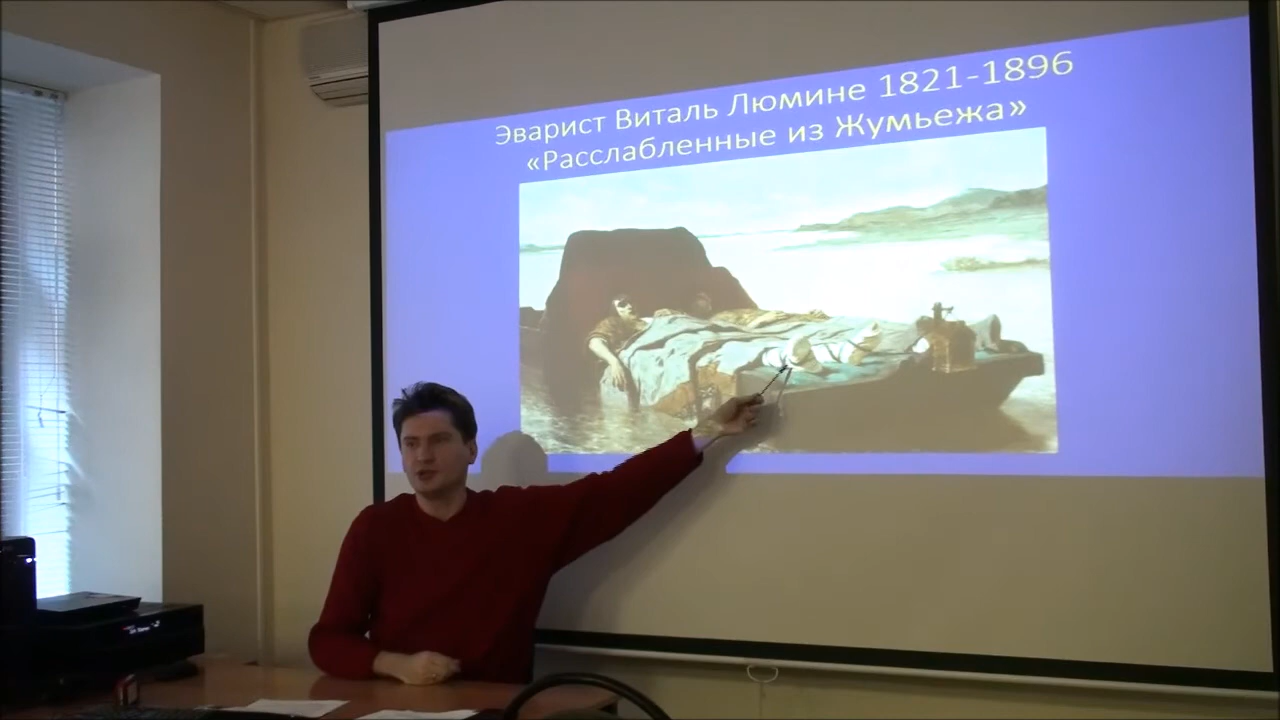 Эварист Виталь Люмине 1821-1896
«Расслабленные из Жумьежа»